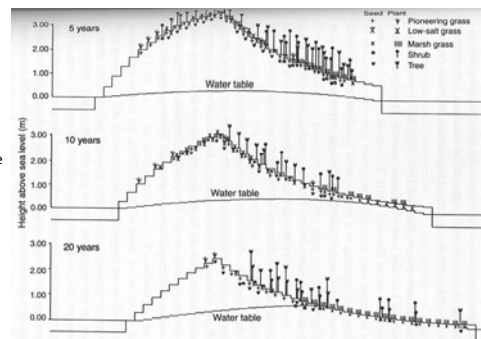 Seed Plant
Pioneering grass
Low-salt grass
Marsh grass
Shrub
Tree
5 years
3.00
2.00
1.00
0.00
Water table
Height above sea level (m)
e
10 years
3.00
2.00
1.00
0.00
Water table
20 years
3.00
2.00
1.00
0.00
Water table